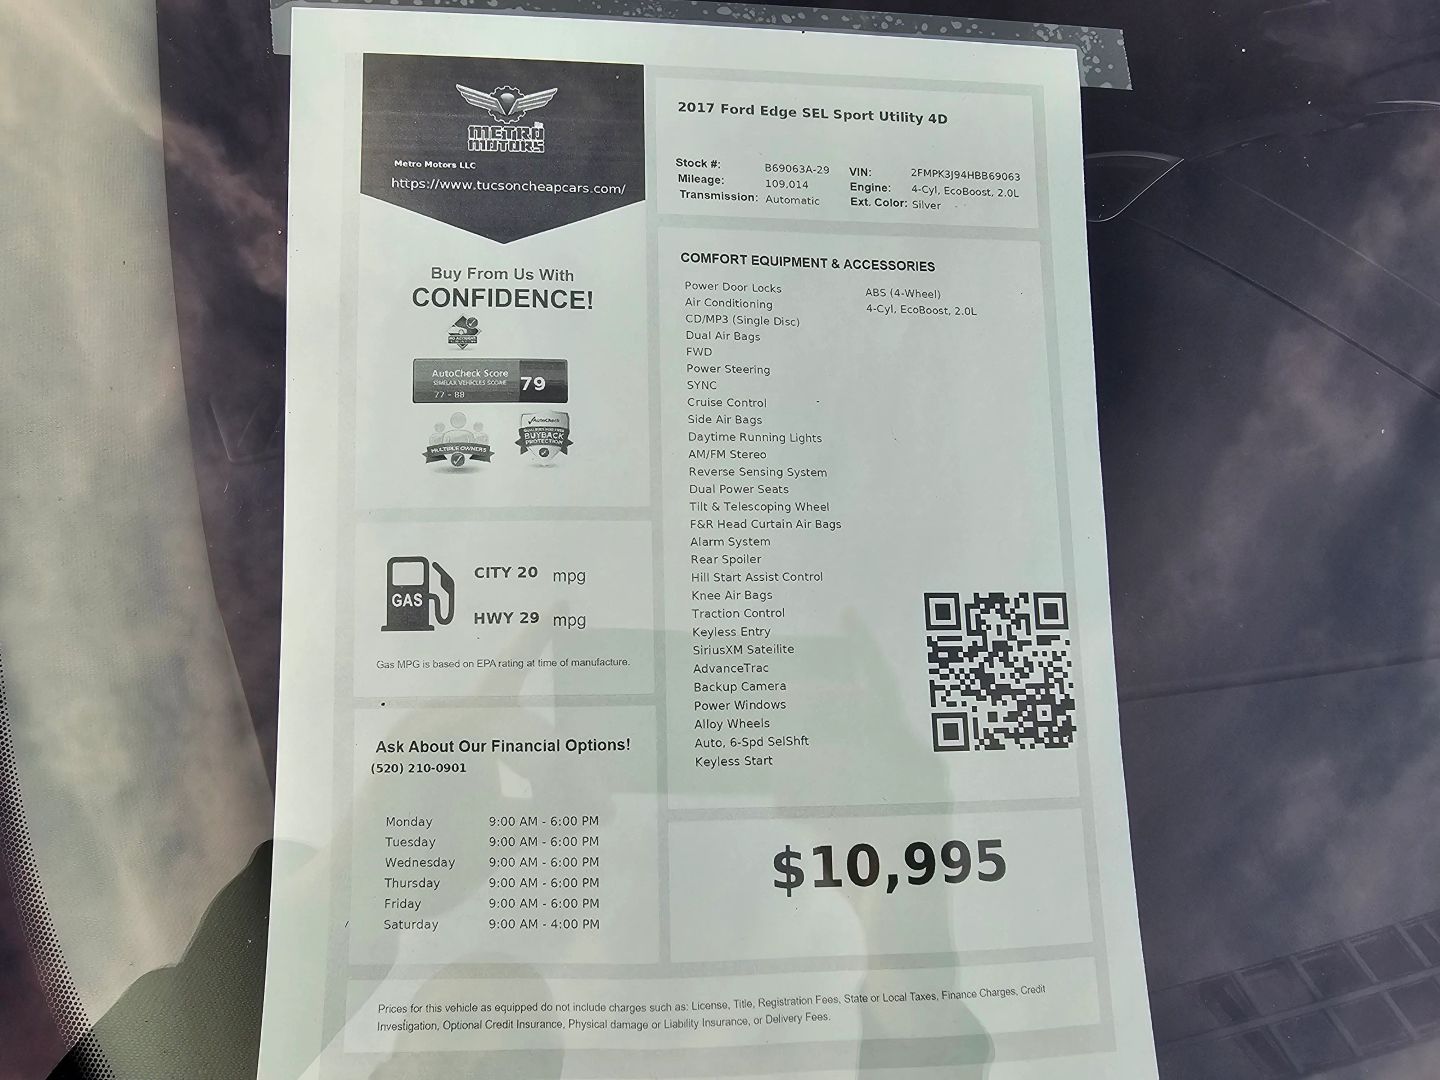 METRO
MOTORS
Metro Motors LLC
https://www.tucsoncheapcars.com/
Buy From Us With
CONFIDENCE!
AutoCheck Score
SIMILAR VEHICLES SCORE
77 - 88
79
MULTIPLE OWNERS
AutoCheck
BUYBACK
PROTECTION
GAS
CITY 20 mpg
HWY 29 mpg
Gas MPG is based on EPA rating at time of manufacture.
Ask About Our Financial Options!
(520) 210-0901
Monday 9:00 AM - 6:00 PM
Tuesday 9:00 AM - 6:00 PM
Wednesday 9:00 AM - 6:00 PM
Thursday 9:00 AM - 6:00 PM
Friday 9:00 AM - 6:00 PM
Saturday 9:00 AM - 4:00 PM
2017 Ford Edge SEL Sport Utility 4D
Stock #: B69063A-29 VIN: 2FMPK3J94HBB69063
Mileage: 109,014 Engine: 4-Cyl, EcoBoost, 2.0L
Transmission: Automatic Ext. Color: Silver
COMFORT EQUIPMENT & ACCESSORIES
Power Door Locks
Air Conditioning
CD/MP3 (Single Disc)
Dual Air Bags
FWD
Power Steering
SYNC
Cruise Control
Side Air Bags
Daytime Running Lights
AM/FM Stereo
Reverse Sensing System
Dual Power Seats
Tilt & Telescoping Wheel
F&R Head Curtain Air Bags
Alarm System
Rear Spoiler
Hill Start Assist Control
Knee Air Bags
Traction Control
Keyless Entry
SiriusXM Satellite
AdvanceTrac
Backup Camera
Power Windows
Alloy Wheels
Auto, 6-Spd SelShft
Keyless Start
ABS (4-Wheel)
4-Cyl, EcoBoost, 2.0L
$10,995
Prices for this vehicle as equipped do not include charges such as: License, Title, Registration Fees, State or Local Taxes, Finance Charges, Credit
Investigation, Optional Credit Insurance, Physical damage or Liability Insurance, or Delivery Fees.